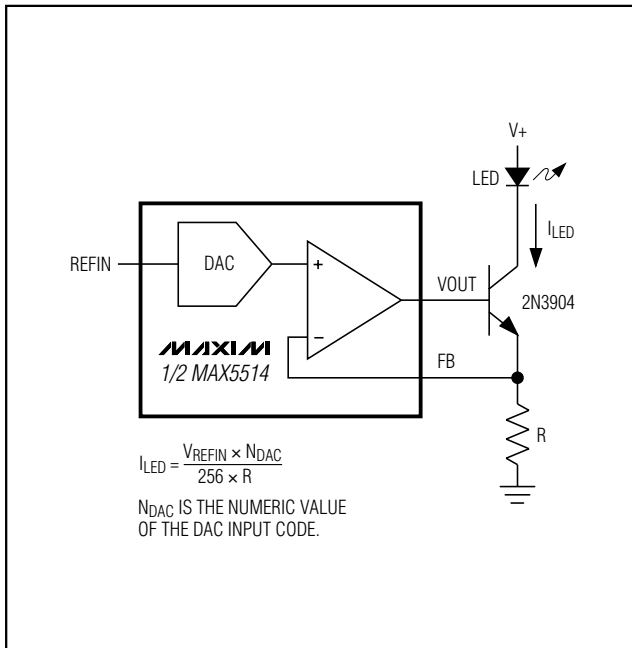 V+
LED
I_LED
REFIN
DAC
+
VOUT
2N3904
−
MAXIM
1/2 MAX5514
FB
R
I_LED = V_REFIN × N_DAC / 256 × R
N_DAC IS THE NUMERIC VALUE
OF THE DAC INPUT CODE.